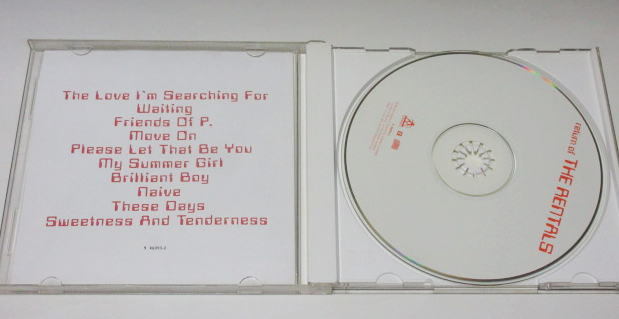 The Love I'm Searching For
Waiting
Friends Of P.
Move On
Please Let That Be You
My Summer Girl
Brilliant Boy
Naive
These Days
Sweetness And Tenderness
return of THE RENTALS